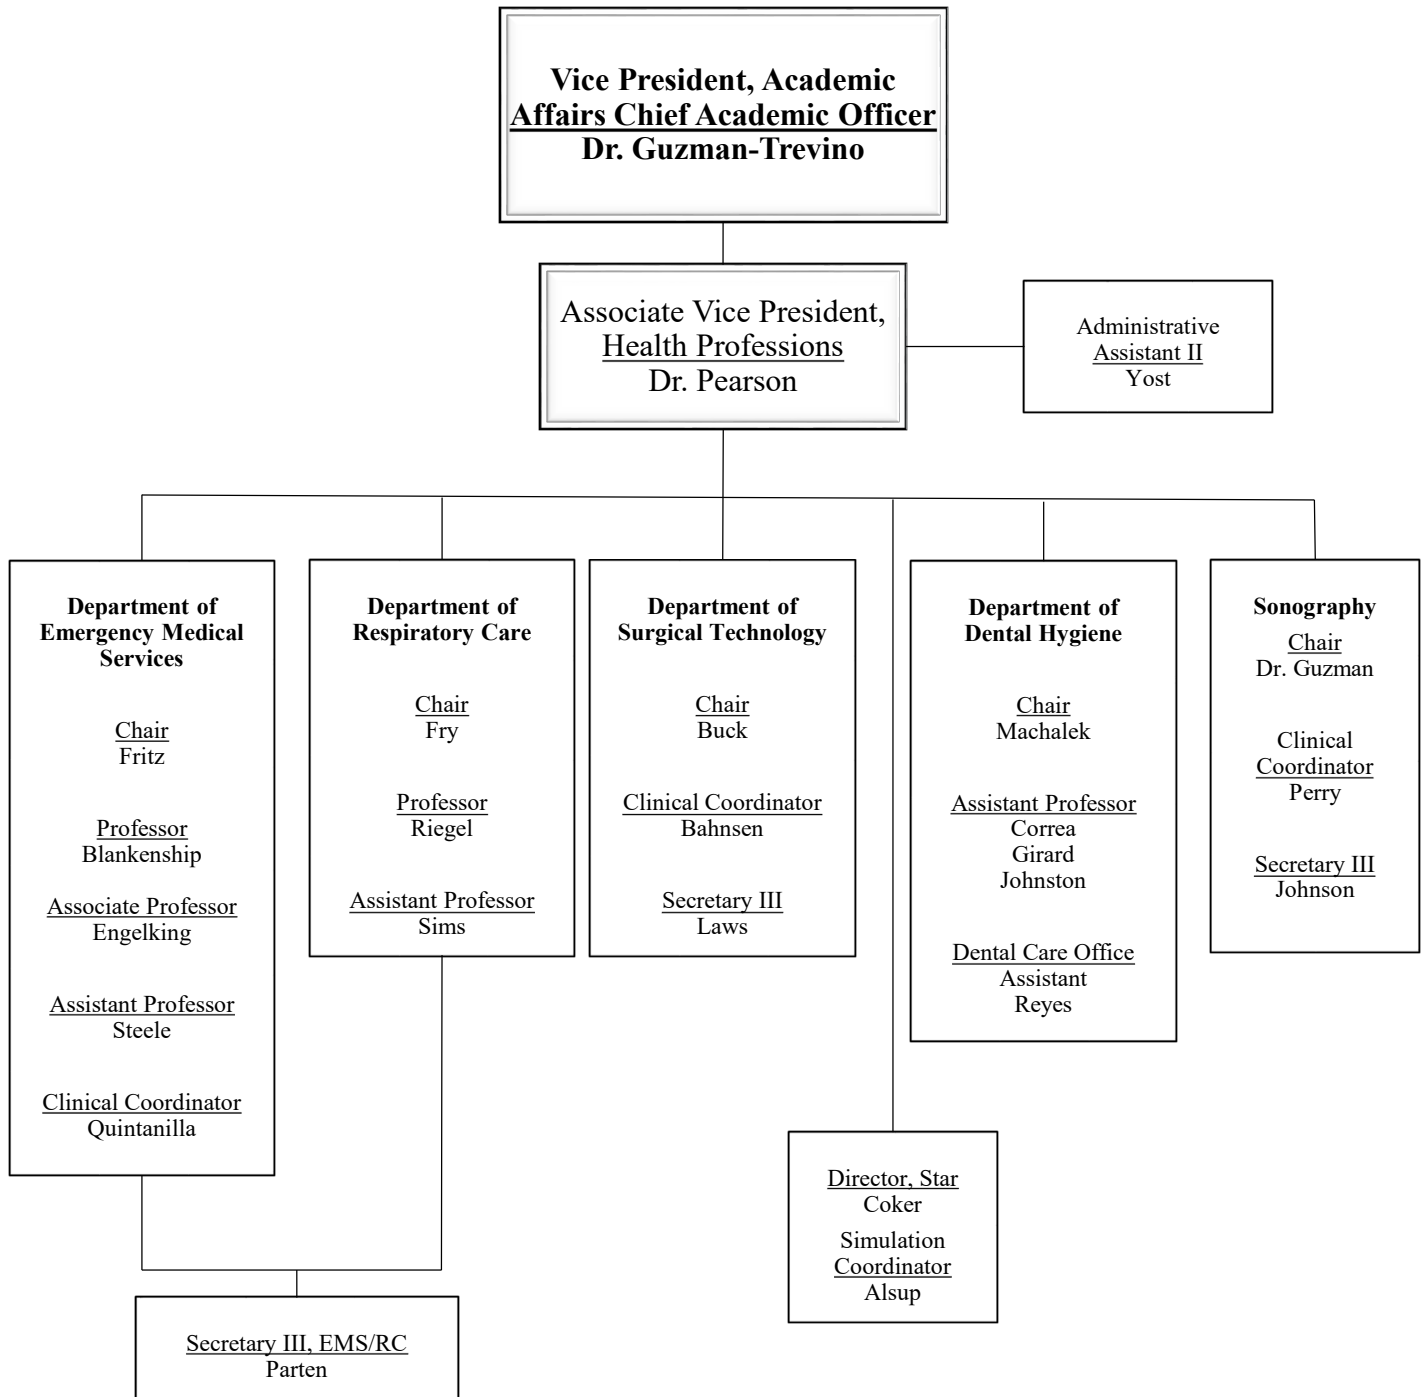 Vice President, Academic
Affairs Chief Academic Officer
Dr. Guzman-Trevino
Associate Vice President,
Health Professions
Dr. Pearson
Administrative
Assistant II
Yost
Department of
Emergency Medical
Services
Chair
Fritz
Professor
Blankenship
Associate Professor
Engelking
Assistant Professor
Steele
Clinical Coordinator
Quintanilla
Department of
Respiratory Care
Chair
Fry
Professor
Riegel
Assistant Professor
Sims
Department of
Surgical Technology
Chair
Buck
Clinical Coordinator
Bahnsen
Secretary III
Laws
Department of
Dental Hygiene
Chair
Machalek
Assistant Professor
Correa
Girard
Johnston
Dental Care Office
Assistant
Reyes
Sonography
Chair
Dr. Guzman
Clinical
Coordinator
Perry
Secretary III
Johnson
Director, Star
Coker
Simulation
Coordinator
Alsup
Secretary III, EMS/RC
Parten